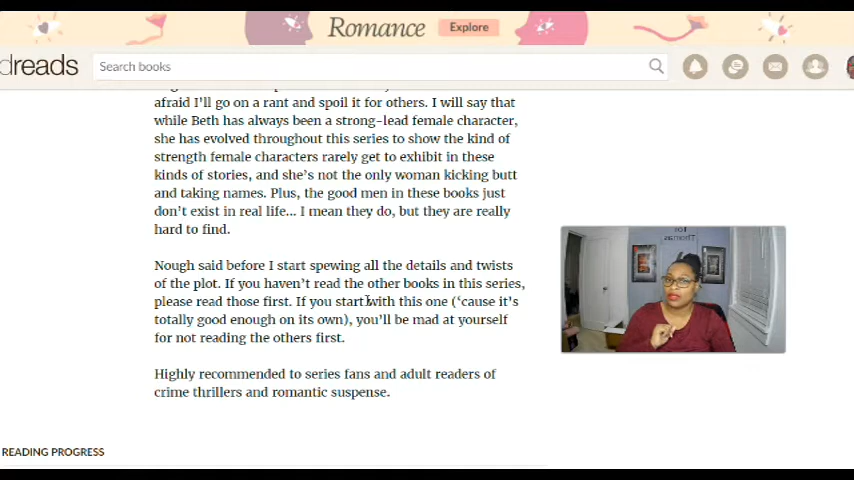 Romance
Explore
dreads
Search books
afraid I'll go on a rant and spoil it for others. I will say that
while Beth has always been a strong-lead female character,
she has evolved throughout this series to show the kind of
strength female characters rarely get to exhibit in these
kinds of stories, and she's not the only woman kicking butt
and taking names. Plus, the good men in these books just
don't exist in real life... I mean they do, but they are really
hard to find.
Nough said before I start spewing all the details and twists
of the plot. If you haven't read the other books in this series,
please read those first. If you start with this one ('cause it's
totally good enough on its own), you'll be mad at yourself
for not reading the others first.
Highly recommended to series fans and adult readers of
crime thrillers and romantic suspense.
READING PROGRESS